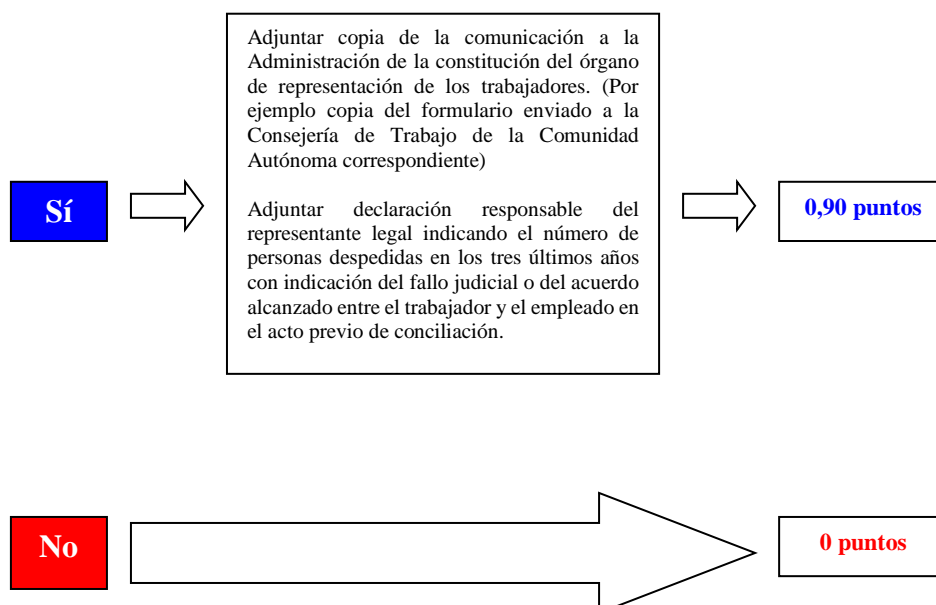 Adjuntar copia de la comunicación a la
Administración de la constitución del órgano
de representación de los trabajadores. (Por
ejemplo copia del formulario enviado a la
Consejería de Trabajo de la Comunidad
Autónoma correspondiente)
Adjuntar declaración responsable del
representante legal indicando el número de
personas despedidas en los tres últimos años
con indicación del fallo judicial o del acuerdo
alcanzado entre el trabajador y el empleado en
el acto previo de conciliación.
Sí
0,90 puntos
No
0 puntos